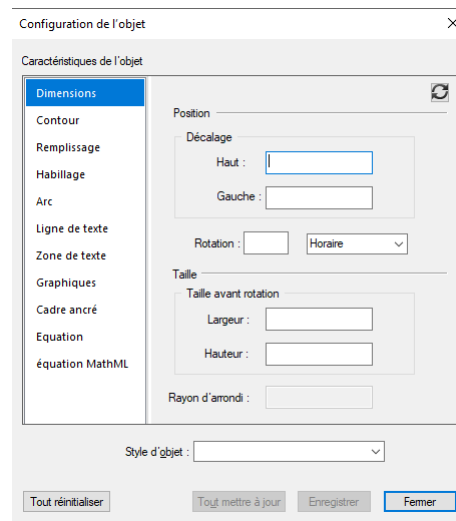 Configuration de l'objet
Caractéristiques de l'objet
Dimensions
Contour
Remplissage
Habillage
Arc
Ligne de texte
Zone de texte
Graphiques
Cadre ancré
Equation
équation MathML
Position
Décalage
Haut :
Gauche :
Rotation :
Horaire
Taille
Taille avant rotation
Largeur :
Hauteur :
Rayon d'arrondi :
Style d'objet :
Tout réinitialiser
Tout mettre à jour
Enregistrer
Fermer